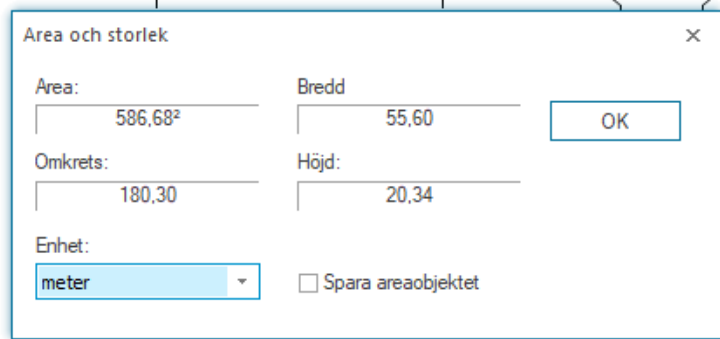 Area och storlek
Area:
586,68²
Bredd
55,60
OK
Omkrets:
180,30
Höjd:
20,34
Enhet:
meter
Spara areaobjektet